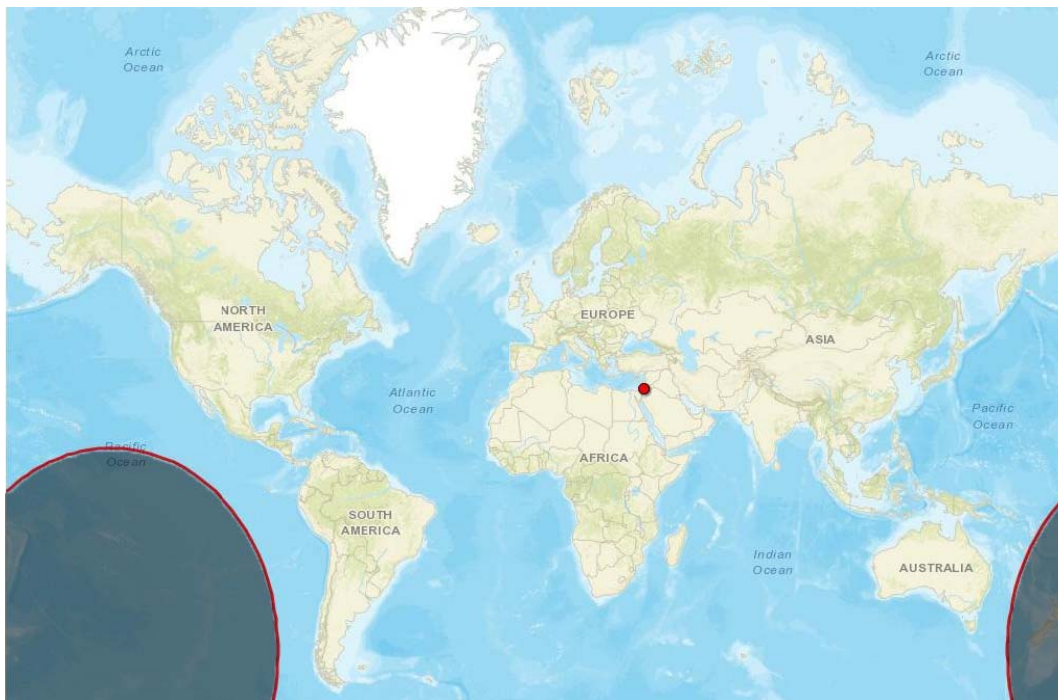 Arctic
Ocean
Arctic
Ocean
NORTH
AMERICA
EUROPE
ASIA
Atlantic
Ocean
Pacific
Ocean
Pacific
Ocean
AFRICA
SOUTH
AMERICA
Indian
Ocean
AUSTRALIA